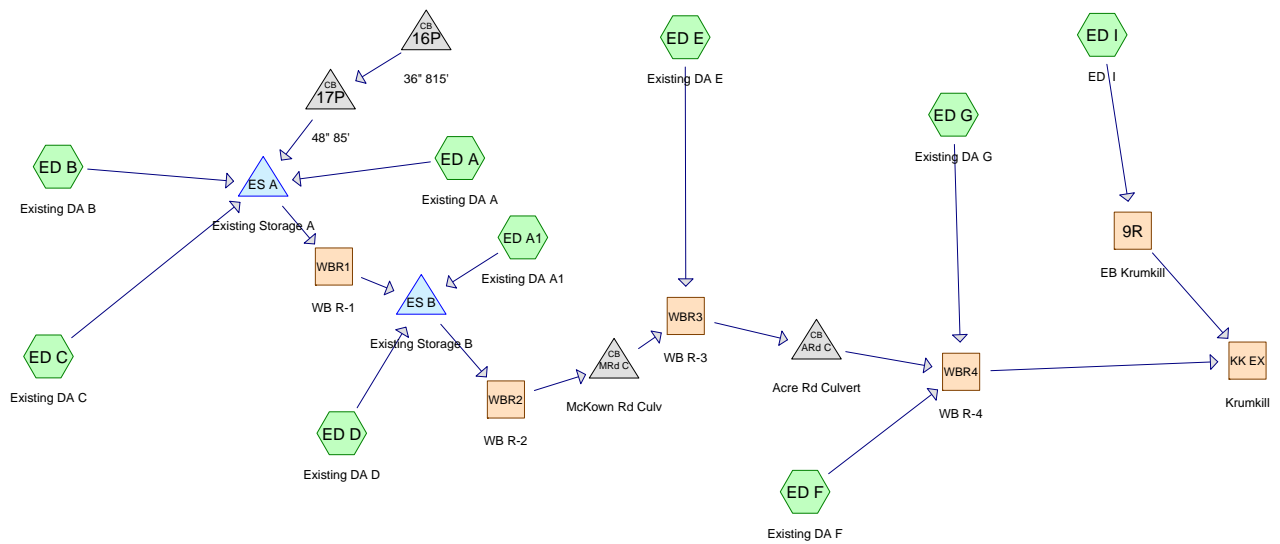 CB
16P
36" 815'
CB
17P
48" 85'
ED E
Existing DA E
ED I
ED I
ED G
Existing DA G
ED B
Existing DA B
ES A
Existing Storage A
ED A
Existing DA A
ED A1
Existing DA A1
9R
EB Krumkill
WBR1
WB R-1
ES B
Existing Storage B
WBR3
WB R-3
CB
ARd C
Acre Rd Culvert
ED C
Existing DA C
CB
MRd C
McKown Rd Culv
WBR4
WB R-4
KK EX
Krumkill
WBR2
WB R-2
ED D
Existing DA D
ED F
Existing DA F